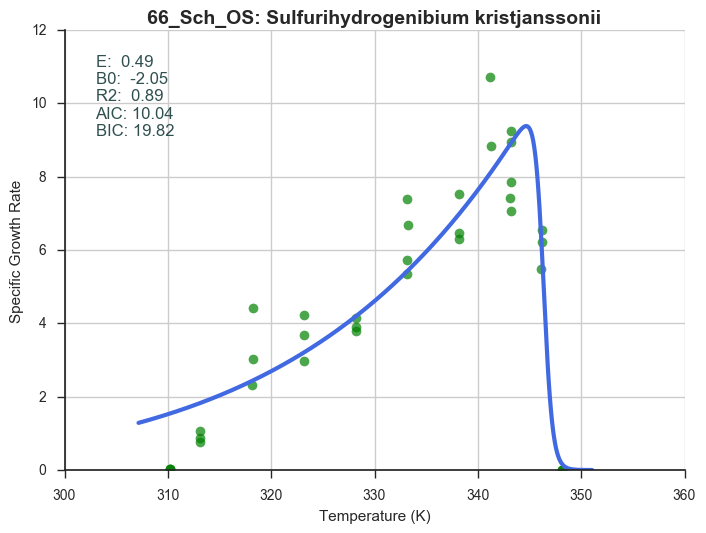 66_Sch_OS: Sulfurihydrogenibium kristjanssonii
12
E:  0.49
B0:  -2.05
R2:  0.89
AIC: 10.04
BIC: 19.82
10
8
6
4
2
0
Specific Growth Rate
300
310
320
330
340
350
360
Temperature (K)